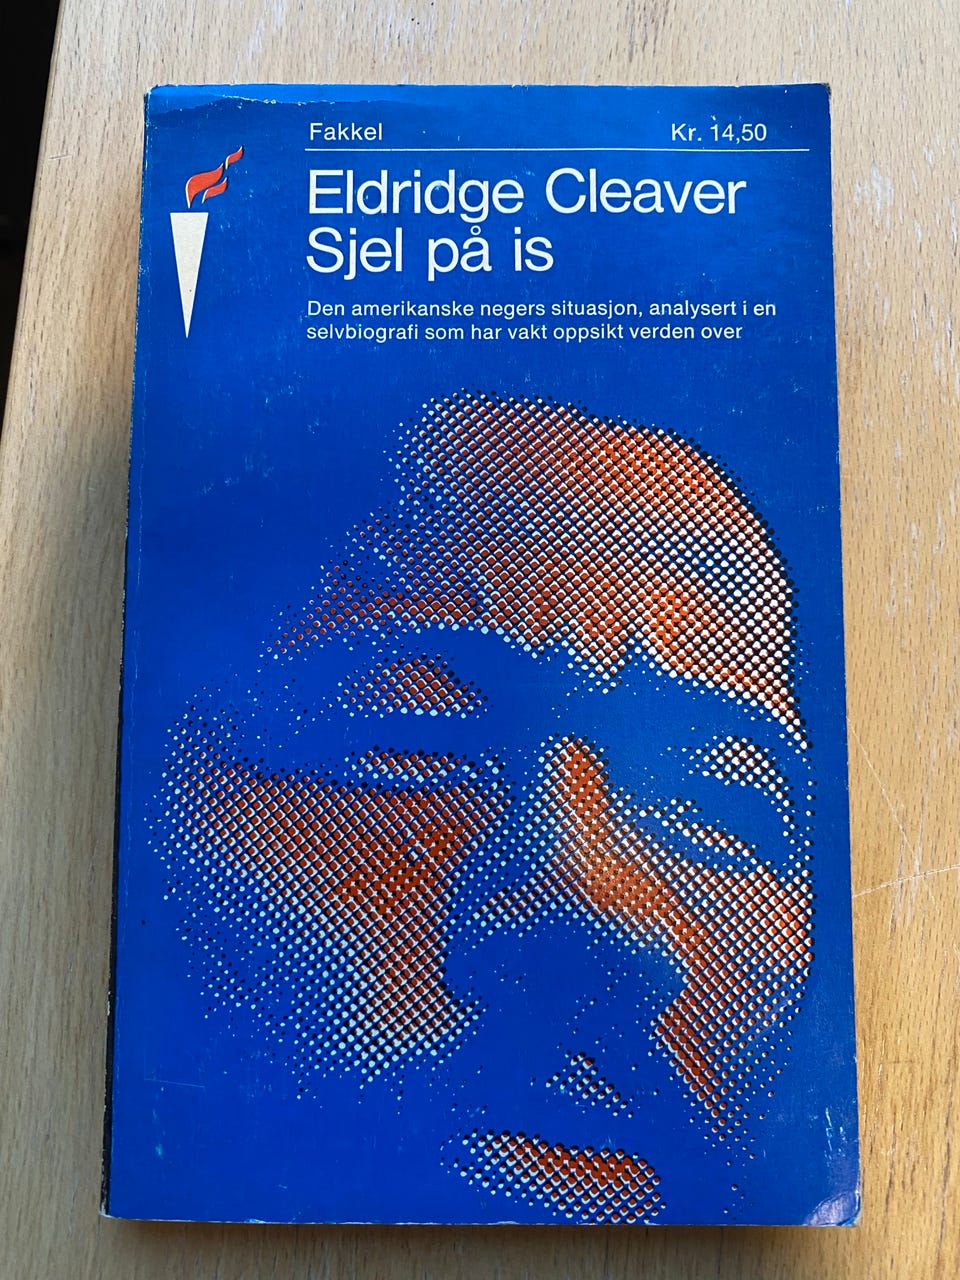 Fakkel Kr. 14,50
Eldridge Cleaver
Sjel på is
Den amerikanske negers situasjon, analysert i en
selvbiografi som har vakt oppsikt verden over